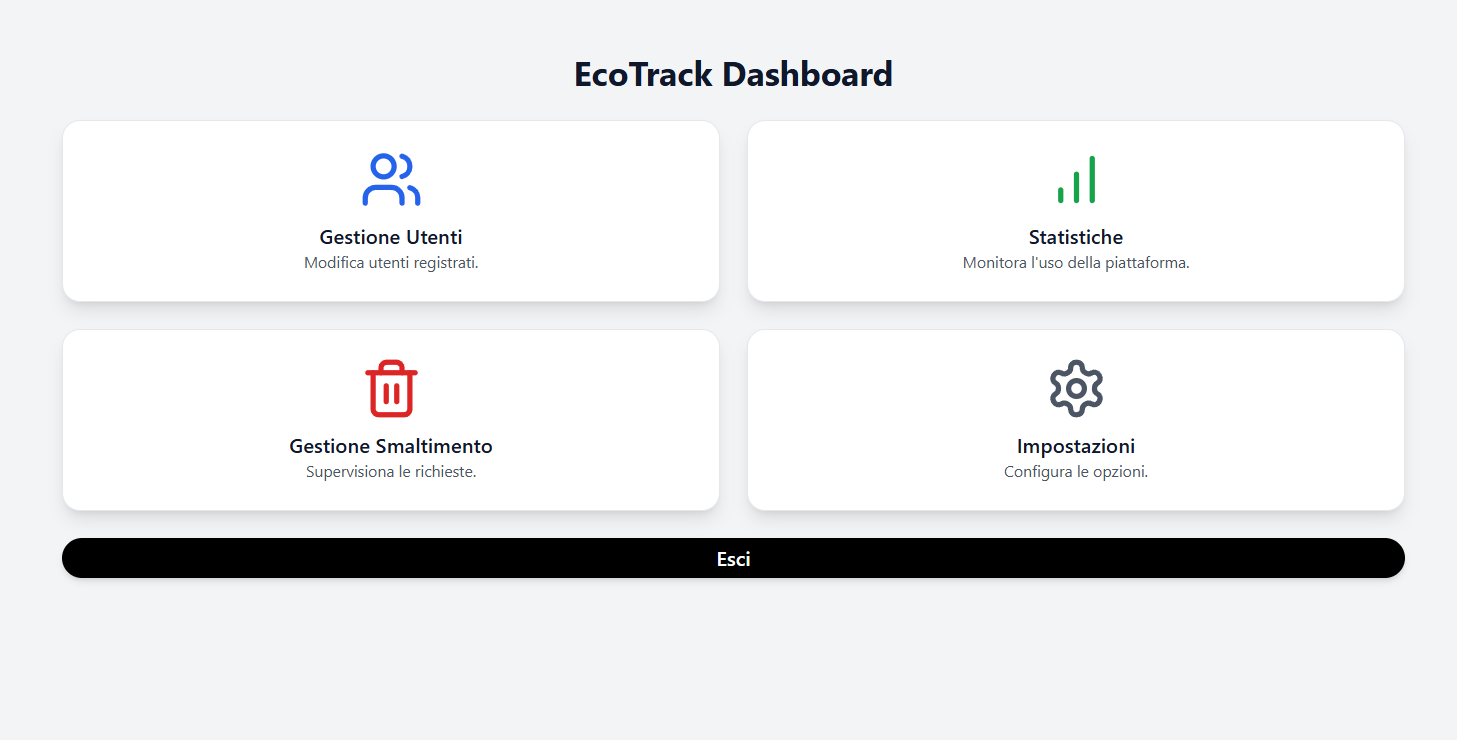 EcoTrack Dashboard
Gestione Utenti
Modifica utenti registrati.
Statistiche
Monitora l'uso della piattaforma.
Gestione Smaltimento
Supervisiona le richieste.
Impostazioni
Configura le opzioni.
Esci